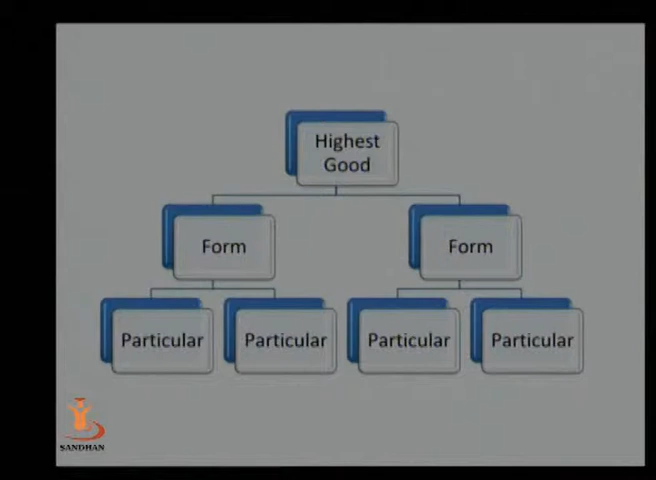 Highest
Good
Form
Form
Particular
Particular
Particular
Particular
SANDHAN